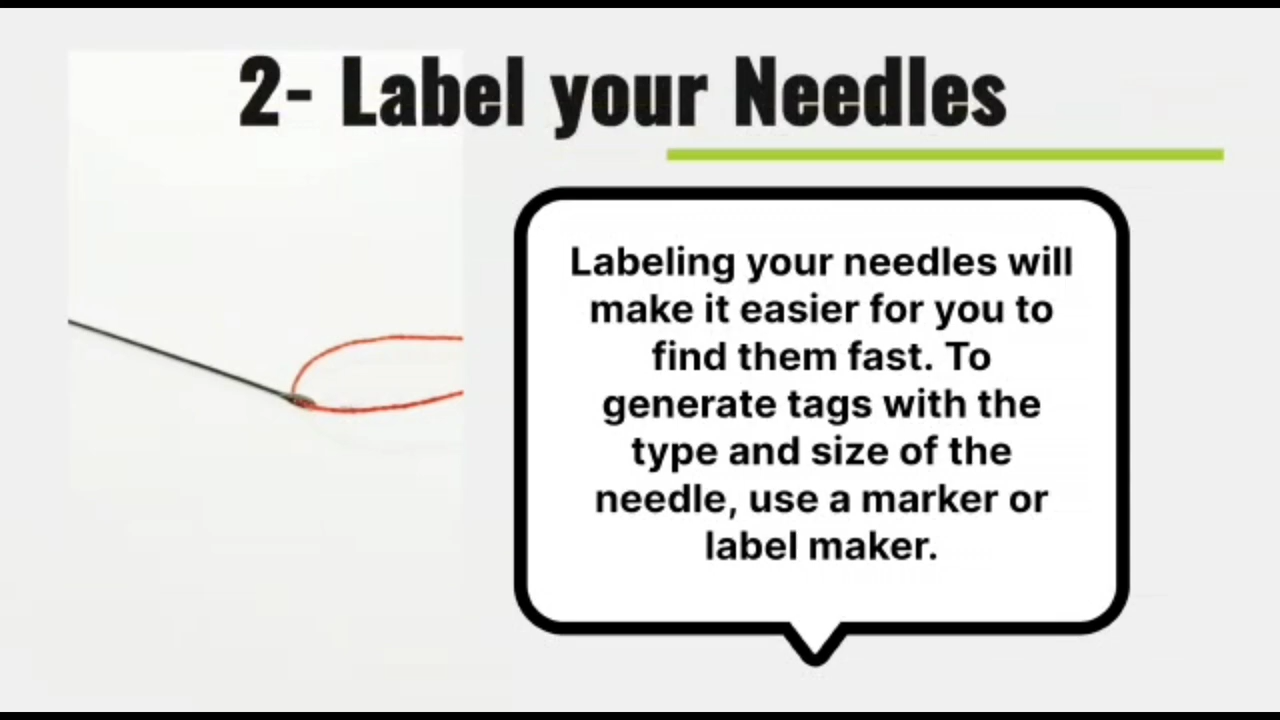 2- Label your Needles
Labeling your needles will
make it easier for you to
find them fast. To
generate tags with the
type and size of the
needle, use a marker or
label maker.